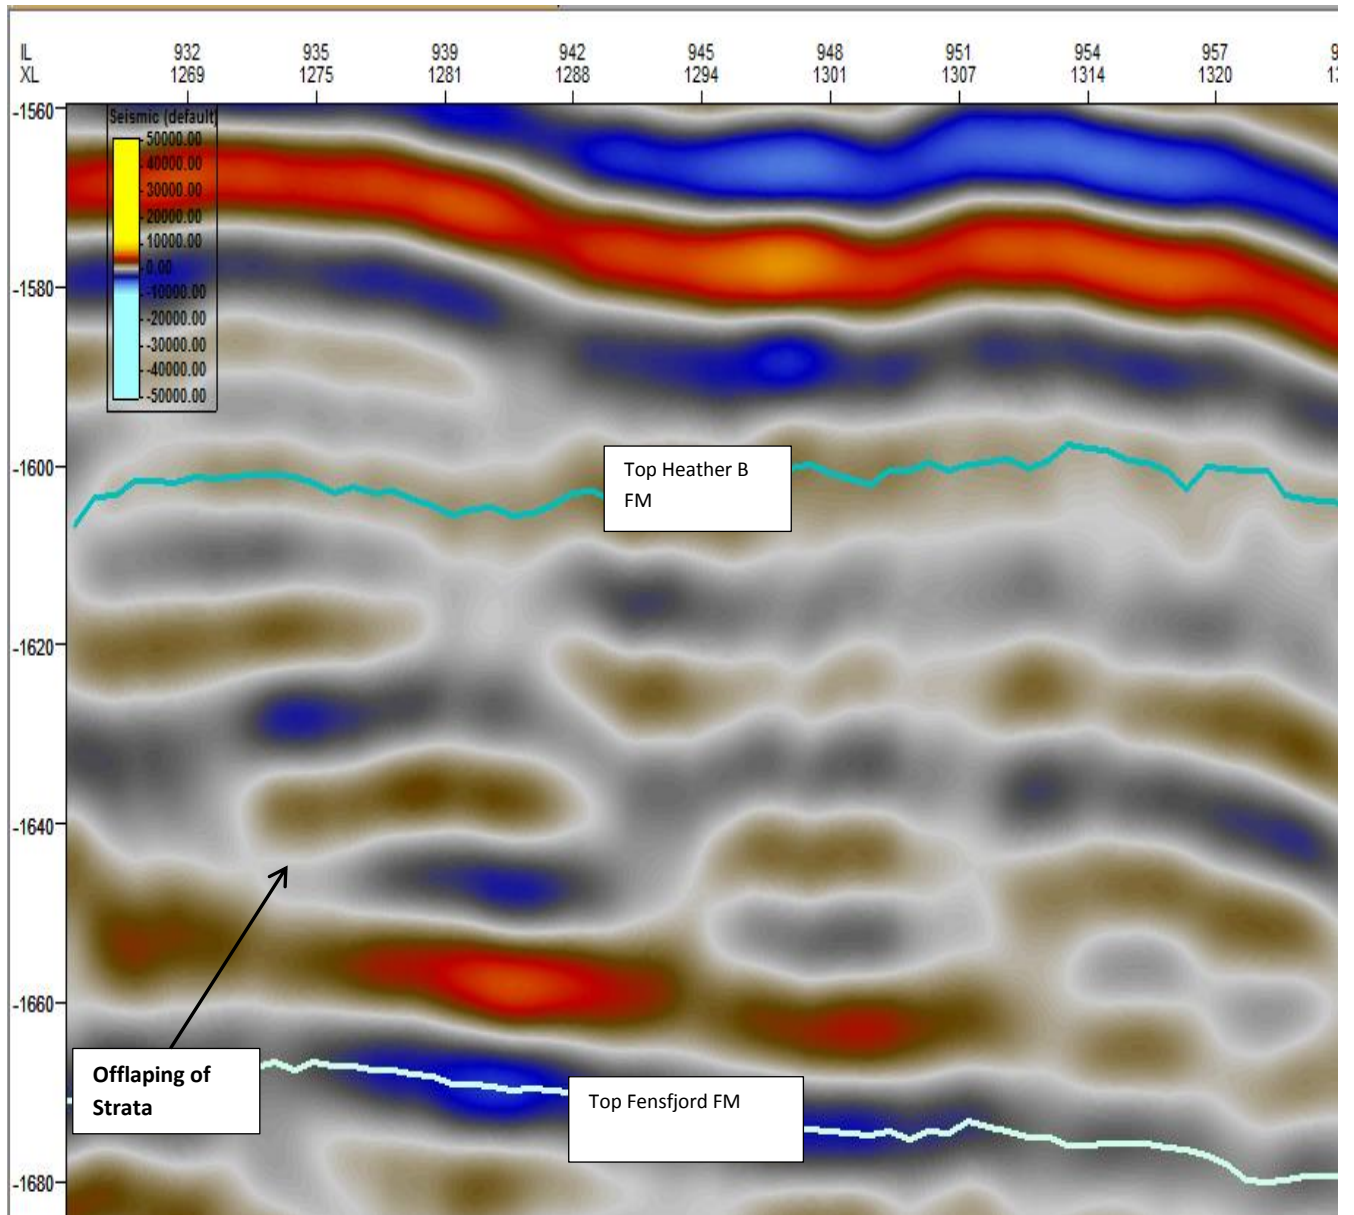 IL 932 935 939 942 945 948 951 954 957 9
XL 1269 1275 1281 1288 1294 1301 1307 1314 1320 13
-1560
Seismic (default)
50000.00
40000.00
30000.00
20000.00
10000.00
0.00
-10000.00
-20000.00
-30000.00
-40000.00
-50000.00
-1580
-1600
Top Heather B
FM
-1620
-1640
-1660
Offlaping of
Strata
Top Fensfjord FM
-1680